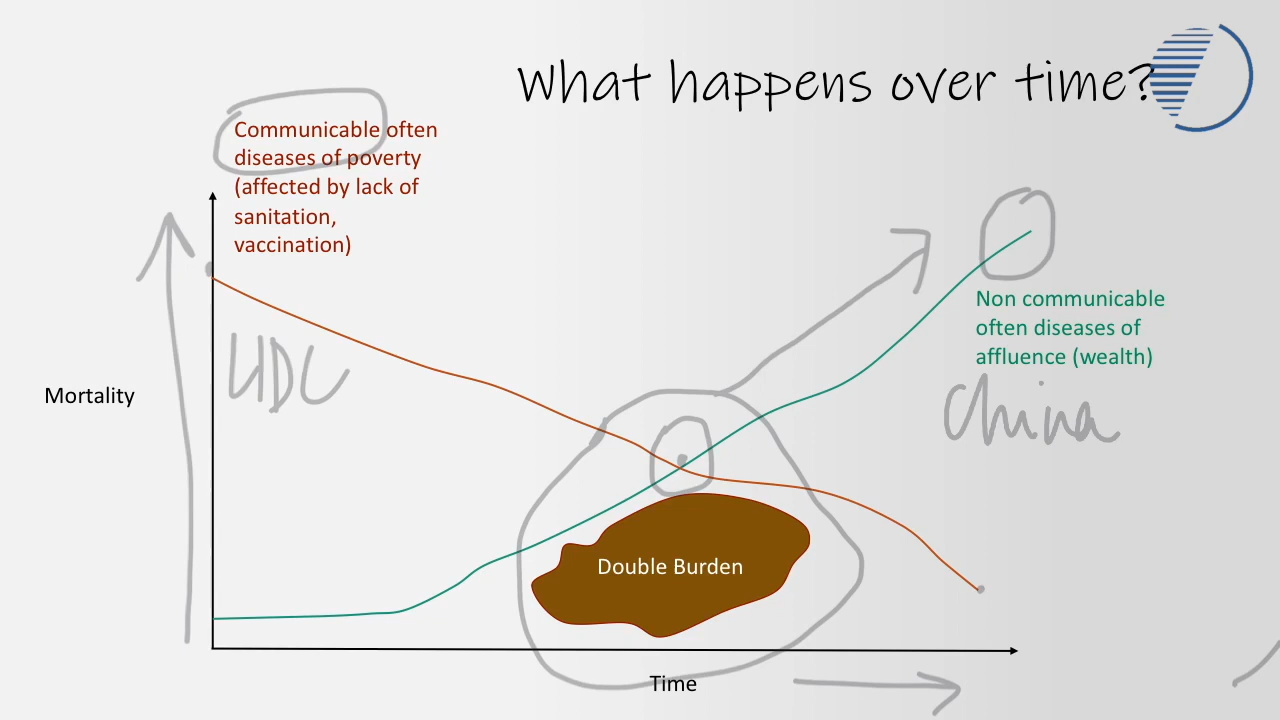 What happens over time?
Communicable often
diseases of poverty
(affected by lack of
sanitation,
vaccination)
Mortality
Non communicable
often diseases of
affluence (wealth)
China
Double Burden
Time